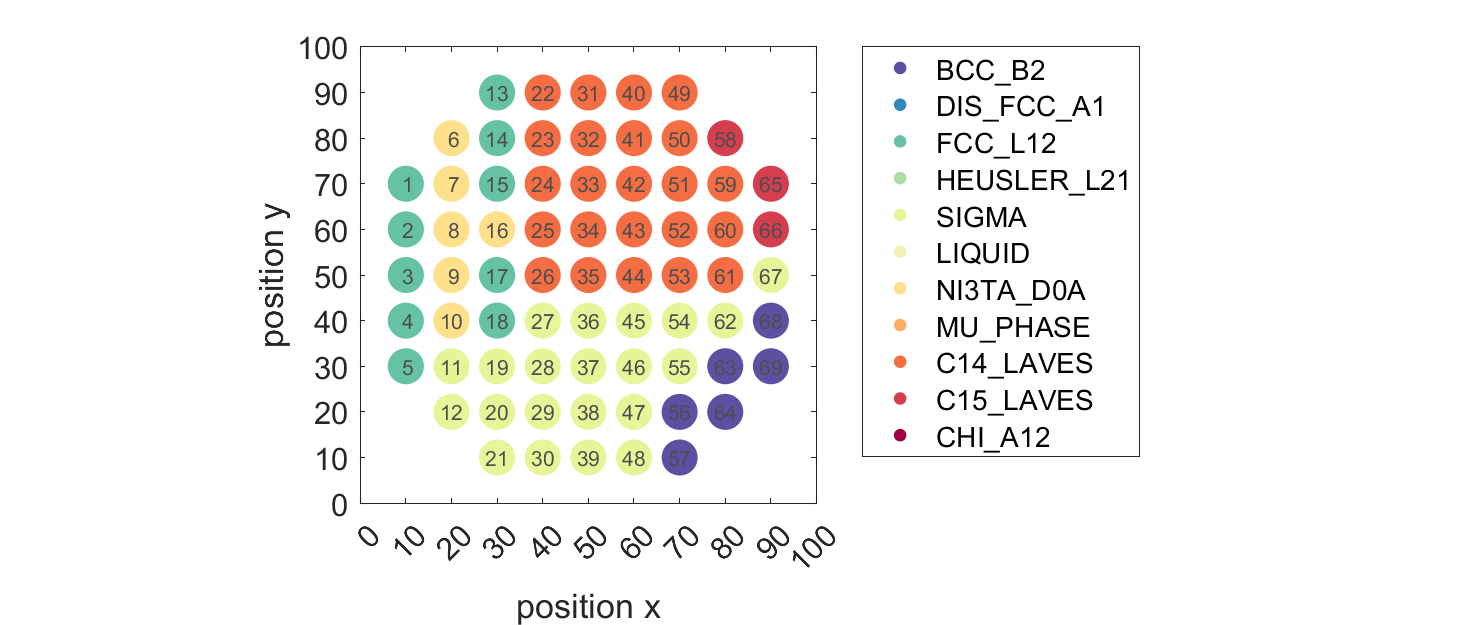 100
90
80
70
60
50
40
30
20
10
0
position y
13 22 31 40 49
6 14 23 32 41 50 58
1 7 15 24 33 42 51 59 65
2 8 16 25 34 43 52 60 66
3 9 17 26 35 44 53 61 67
4 10 18 27 36 45 54 62 68
5 11 19 28 37 46 55 63 69
12 20 29 38 47 56 64
21 30 39 48 57
0 10 20 30 40 50 60 70 80 90 100
position x
BCC_B2
DIS_FCC_A1
FCC_L12
HEUSLER_L21
SIGMA
LIQUID
NI3TA_D0A
MU_PHASE
C14_LAVES
C15_LAVES
CHI_A12